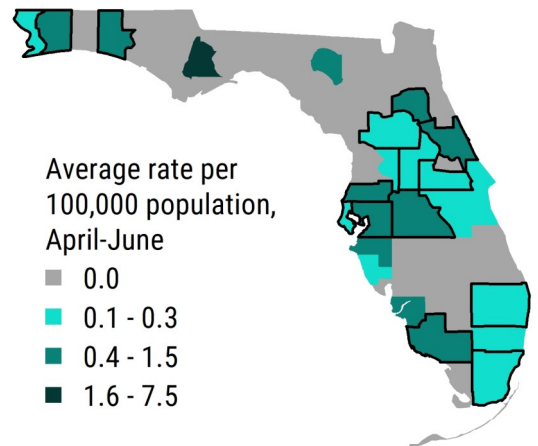 Average rate per
100,000 population,
April-June
0.0
0.1 - 0.3
0.4 - 1.5
1.6 - 7.5